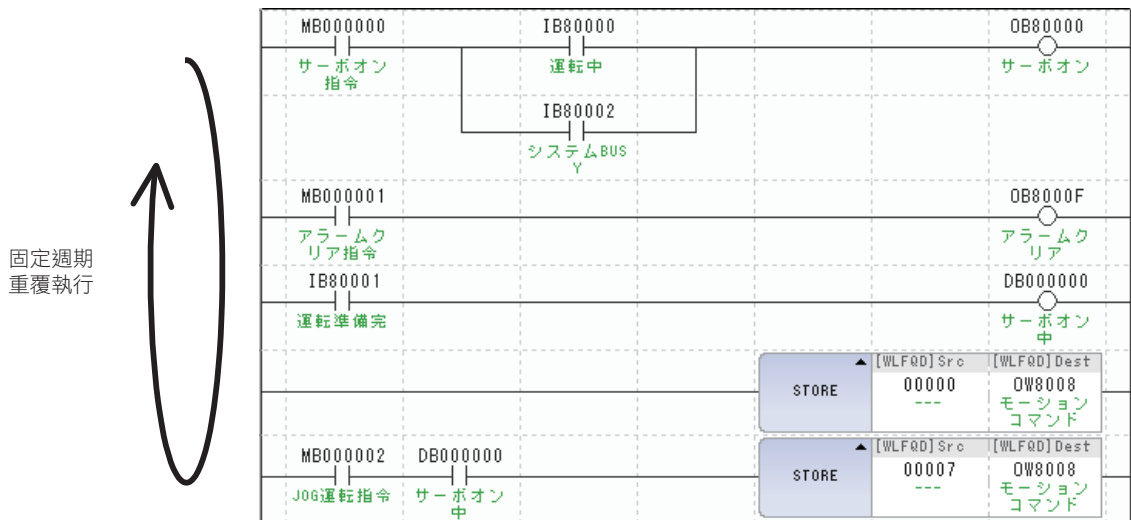 MB000000 IB80000 OB80000
サーボオン 運転中 サーボオン
指令
IB80002
システムBUS
Y
MB000001 OB8000F
アラームク アラームク
リア指令 リア
固定週期
重覆執行
IB80001 DB000000
運転準備完 サーボオン
中
[WLFQD]Src [WLFQD]Dest
STORE 00000 OW8008
--- モーション
コマンド
[WLFQD]Src [WLFQD]Dest
MB000002 DB000000 STORE 00007 OW8008
JOG運転指令 サーボオン --- モーション
中 コマンド